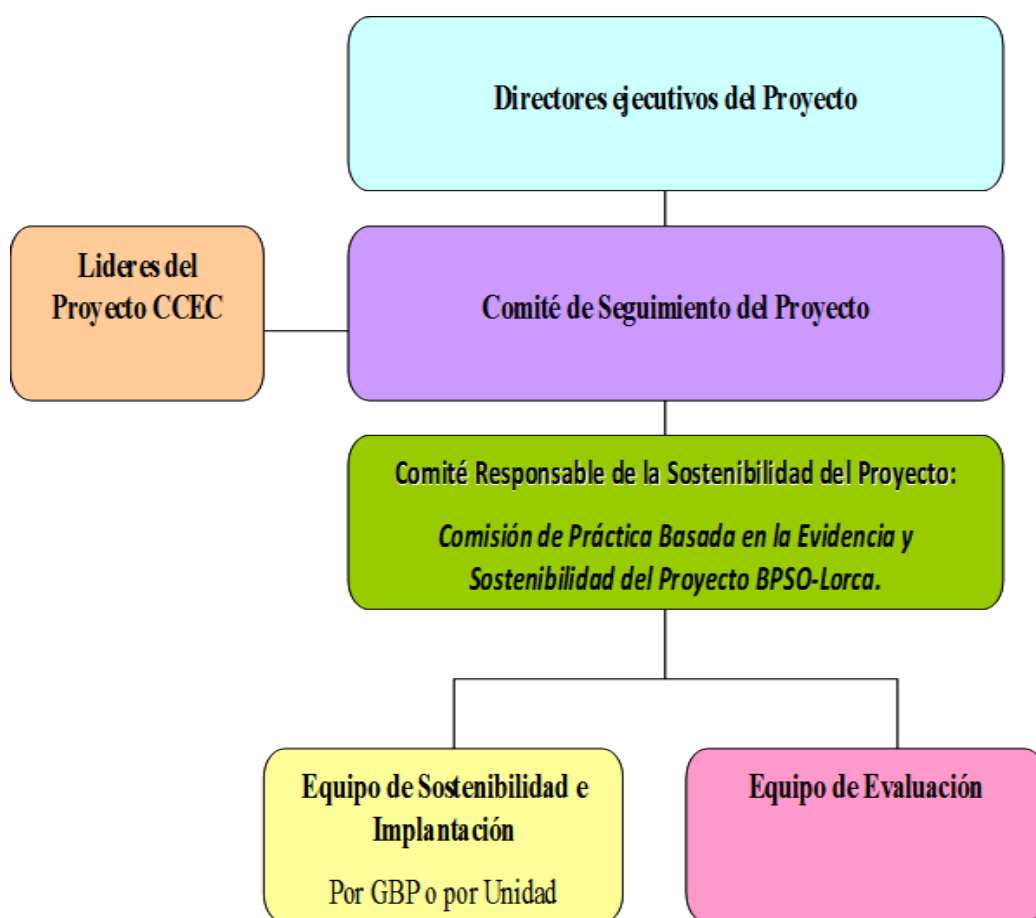 Directores ejecutivos del Proyecto
Lideres del
Proyecto CCEC
Comité de Seguimiento del Proyecto
Comité Responsable de la Sostenibilidad del Proyecto:
Comisión de Práctica Basada en la Evidencia y
Sostenibilidad del Proyecto BPSO-Lorca.
Equipo de Sostenibilidad e
Implantación
Por GBP o por Unidad
Equipo de Evaluación